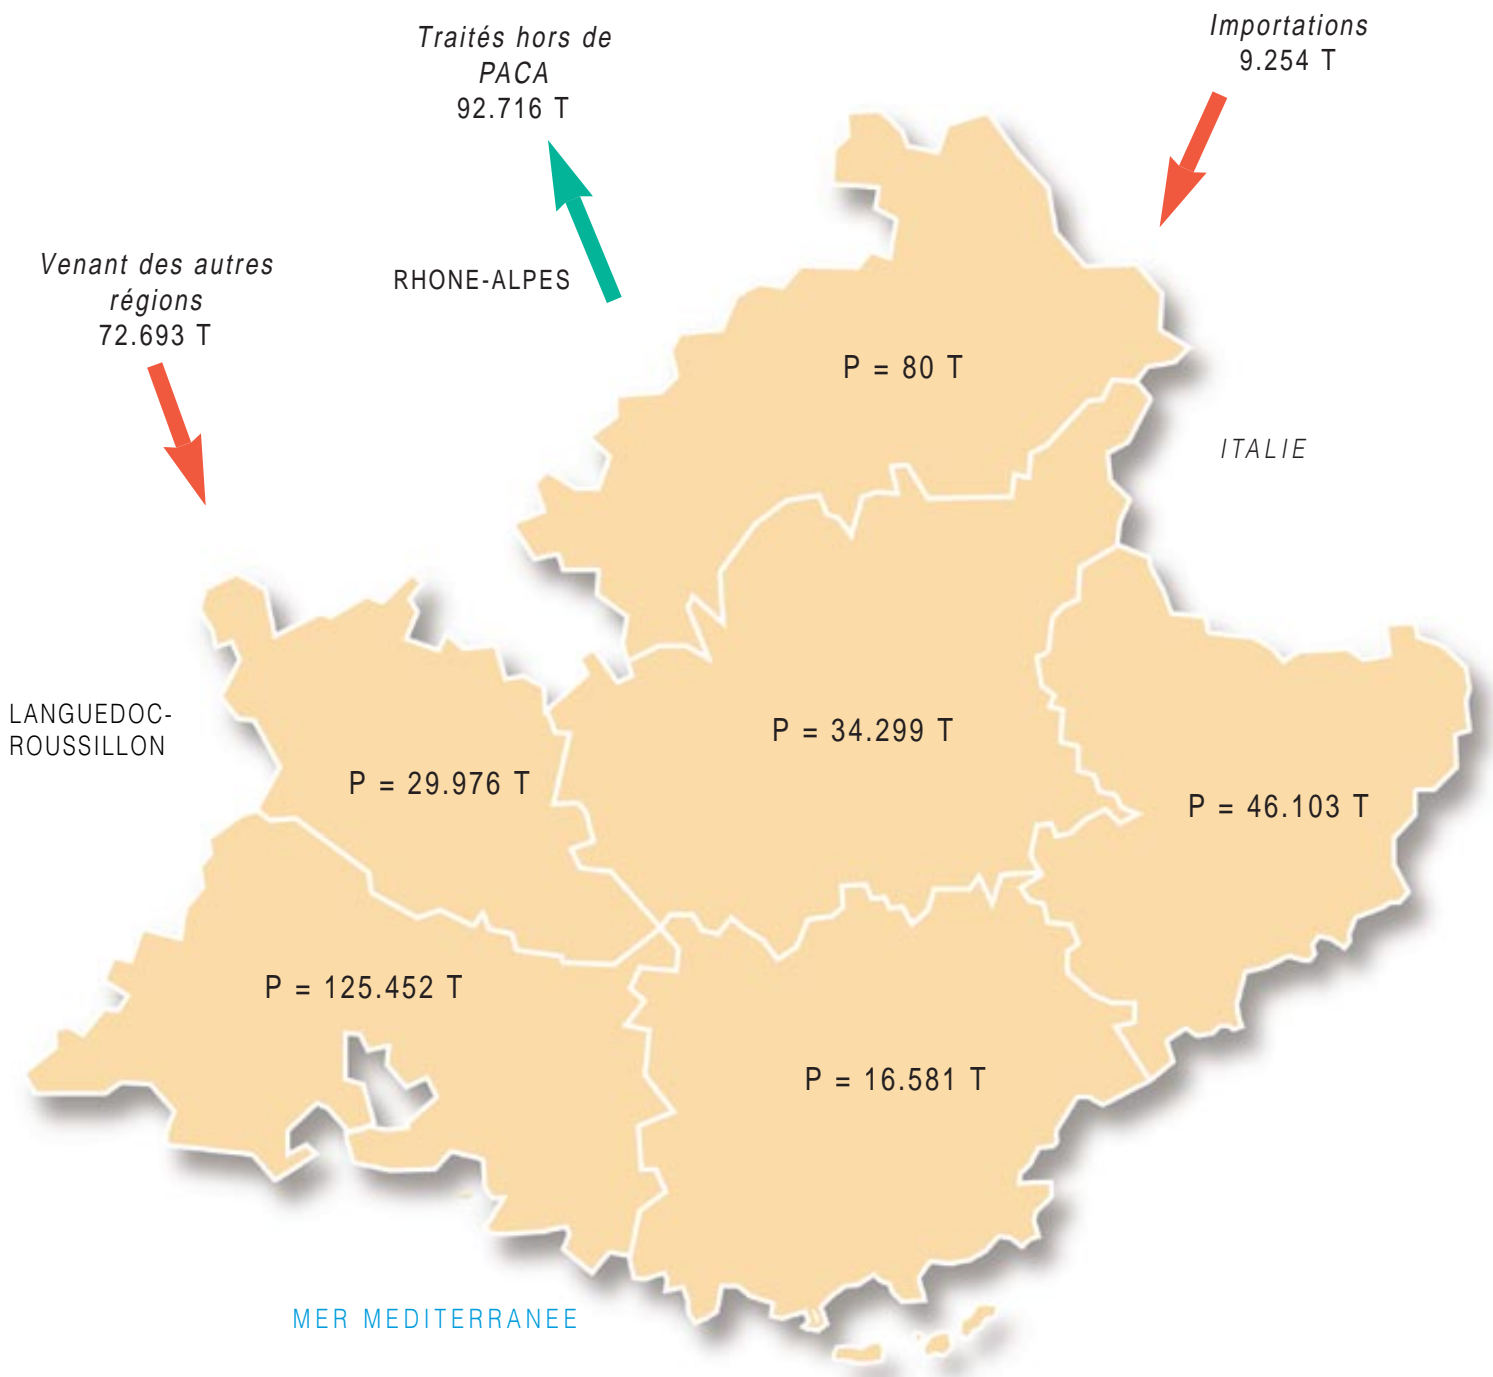 Importations
9.254 T
Traités hors de
PACA
92.716 T
Venant des autres
régions
72.693 T
RHONE-ALPES
P = 80 T
ITALIE
LANGUEDOC-
ROUSSILLON
P = 34.299 T
P = 29.976 T
P = 46.103 T
P = 125.452 T
P = 16.581 T
MER MEDITERRANEE